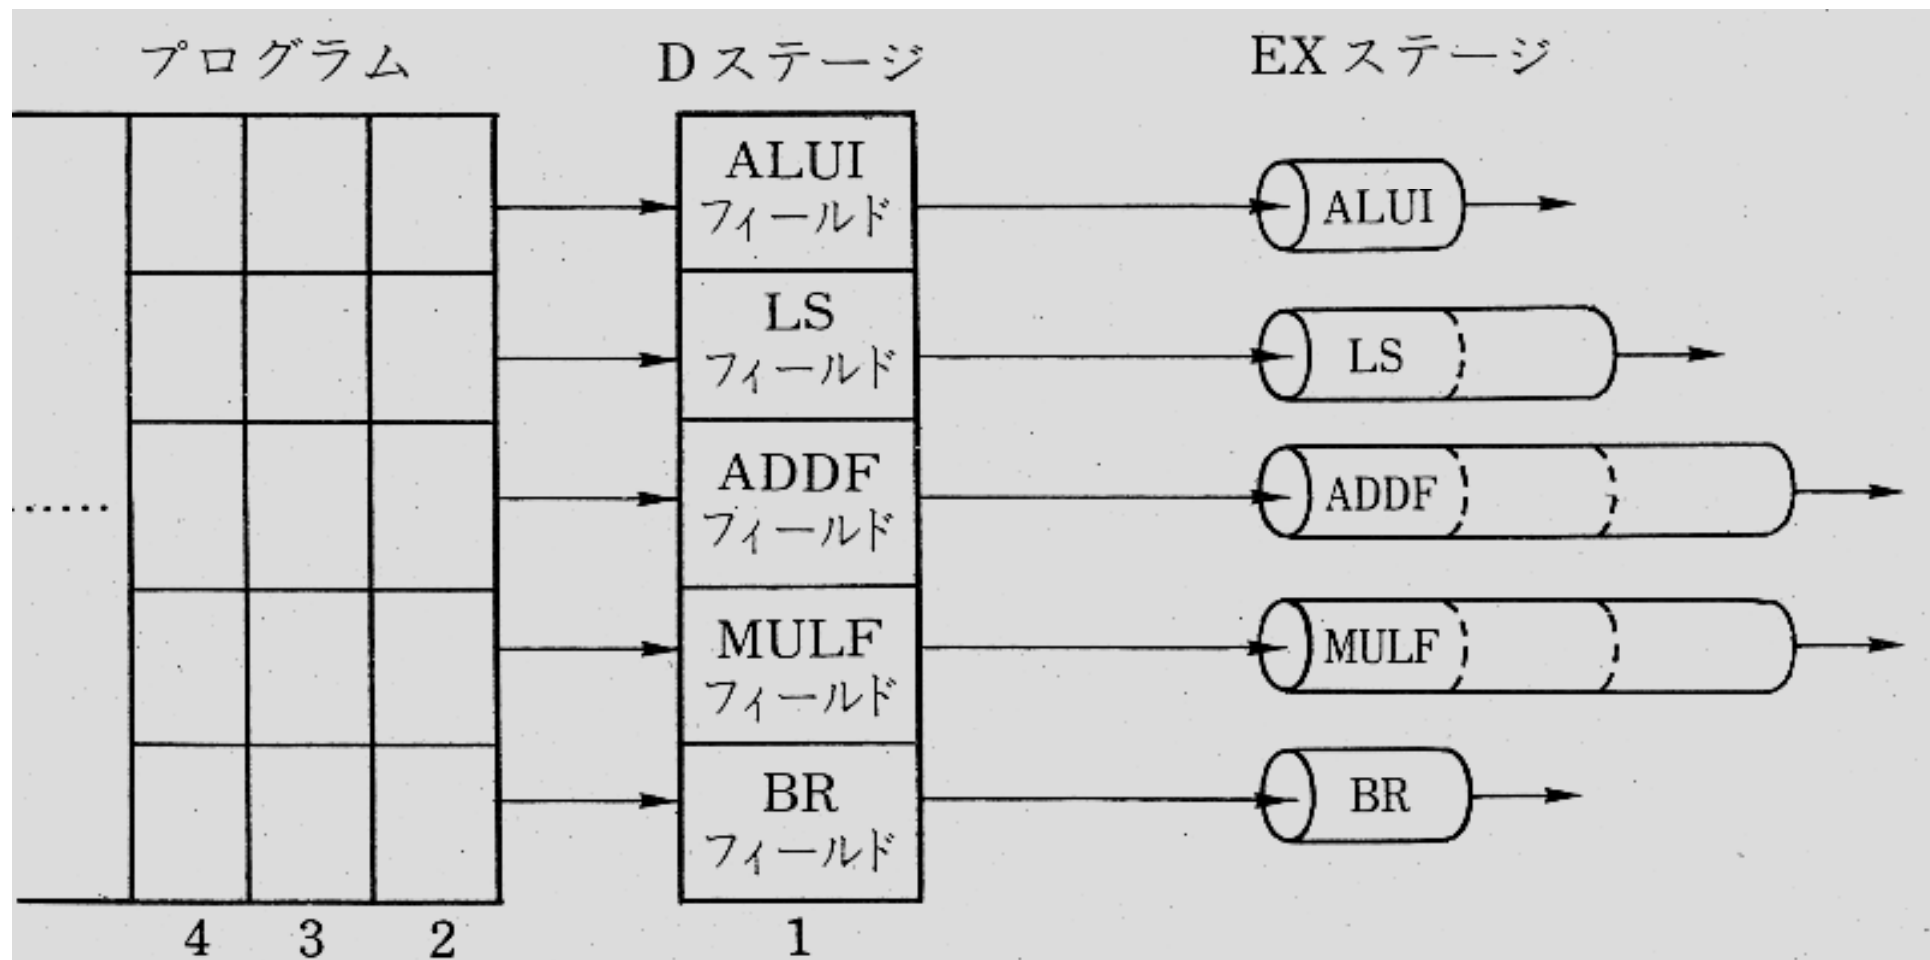 プログラム
Dステージ
EXステージ
ALUI
フィールド
ALUI
LS
フィールド
LS
ADDF
フィールド
ADDF
MULF
フィールド
MULF
BR
フィールド
BR
4 3 2 1